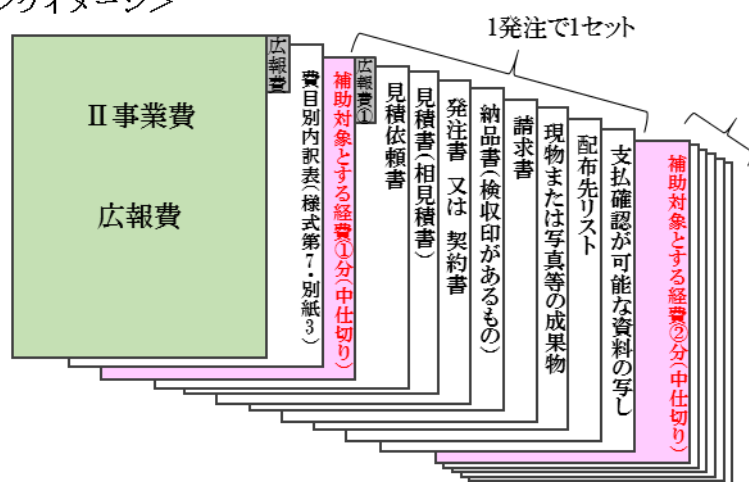 ングイメージ＞
1発注で1セット
Ⅱ事業費
広報費
広報費
費目別内訳表(様式第7・別紙3)
補助対象とする経費①分(中仕切り)
広報費①
見積依頼書
見積書(相見積書)
発注書 又は 契約書
納品書(検収印があるもの)
請求書
現物または写真等の成果物
配布先リスト
支払確認が可能な資料の写し
補助対象とする経費②分(中仕切り)